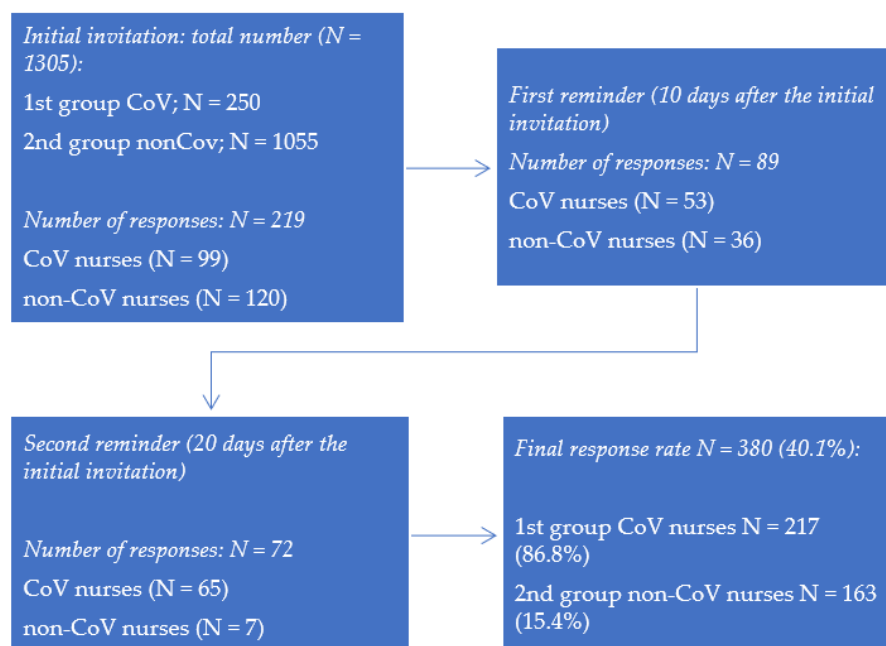 Initial invitation: total number (N =
1305):
1st group CoV; N = 250
2nd group nonCov; N = 1055
Number of responses: N = 219
CoV nurses (N = 99)
non-CoV nurses (N = 120)
First reminder (10 days after the initial
invitation)
Number of responses: N = 89
CoV nurses (N = 53)
non-CoV nurses (N = 36)
Second reminder (20 days after the
initial invitation)
Number of responses: N = 72
CoV nurses (N = 65)
non-CoV nurses (N = 7)
Final response rate N = 380 (40.1%):
1st group CoV nurses N = 217
(86.8%)
2nd group non-CoV nurses N = 163
(15.4%)